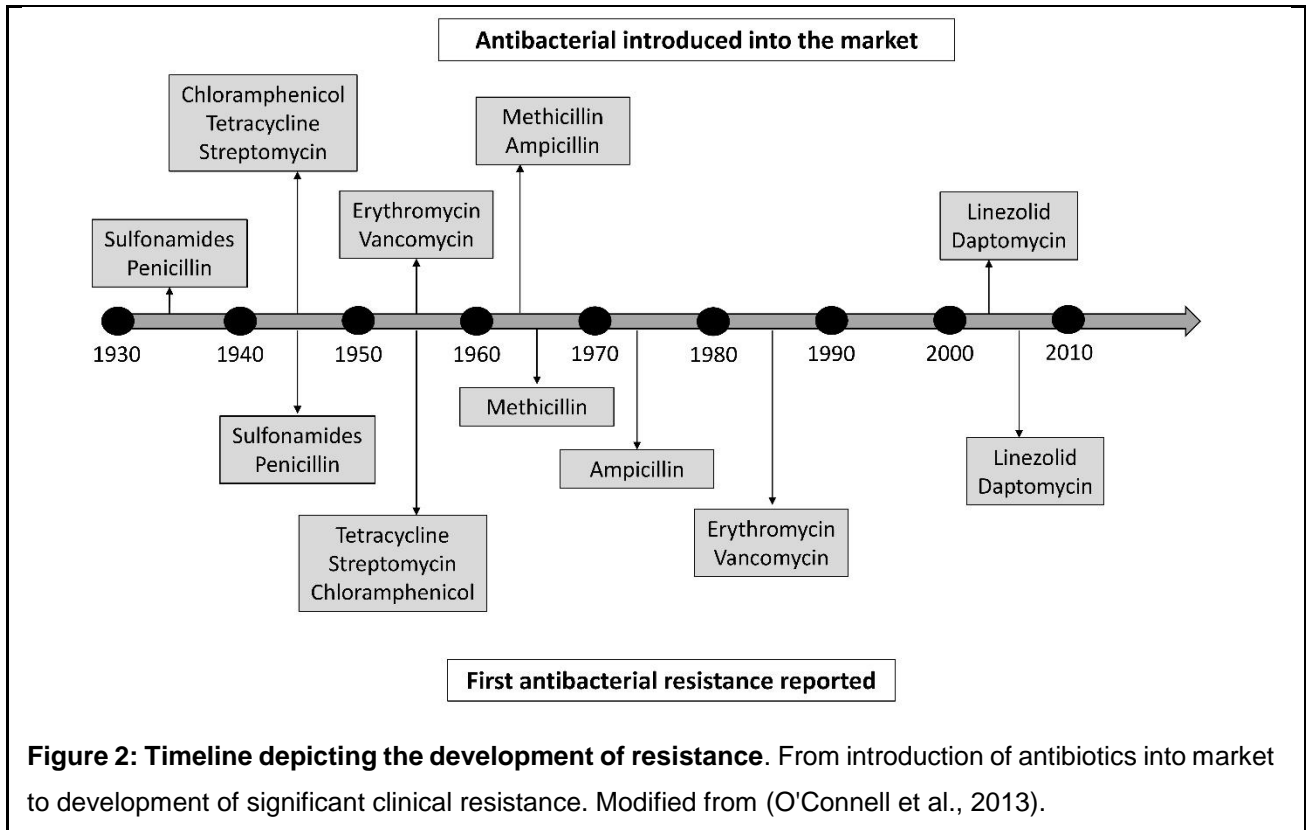 Antibacterial introduced into the market
Chloramphenicol
Tetracycline
Streptomycin
Methicillin
Ampicillin
Erythromycin
Vancomycin
Linezolid
Daptomycin
Sulfonamides
Penicillin
1930
1940
1950
1960
1970
1980
1990
2000
2010
Methicillin
Sulfonamides
Penicillin
Ampicillin
Linezolid
Daptomycin
Tetracycline
Streptomycin
Chloramphenicol
Erythromycin
Vancomycin
First antibacterial resistance reported
Figure 2: Timeline depicting the development of resistance. From introduction of antibiotics into market
to development of significant clinical resistance. Modified from (O'Connell et al., 2013).